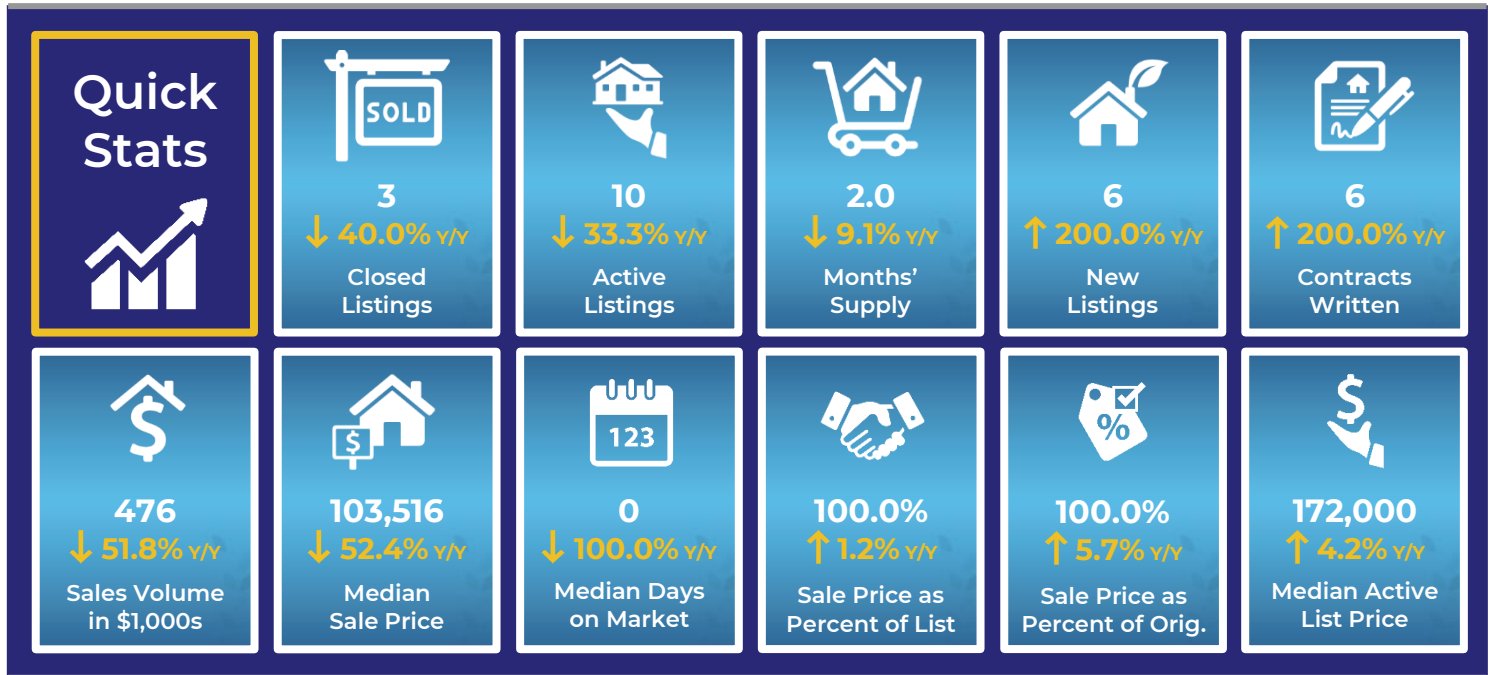 Quick
Stats
SOLD
3
↓ 40.0% Y/Y
Closed
Listings
10
↓ 33.3% Y/Y
Active
Listings
2.0
↓ 9.1% Y/Y
Months’
Supply
6
↑ 200.0% Y/Y
New
Listings
6
↑ 200.0% Y/Y
Contracts
Written
$
476
↓ 51.8% Y/Y
Sales Volume
in $1,000s
$
103,516
↓ 52.4% Y/Y
Median
Sale Price
123
0
↓ 100.0% Y/Y
Median Days
on Market
100.0%
↑ 1.2% Y/Y
Sale Price as
Percent of List
%
100.0%
↑ 5.7% Y/Y
Sale Price as
Percent of Orig.
$
172,000
↑ 4.2% Y/Y
Median Active
List Price